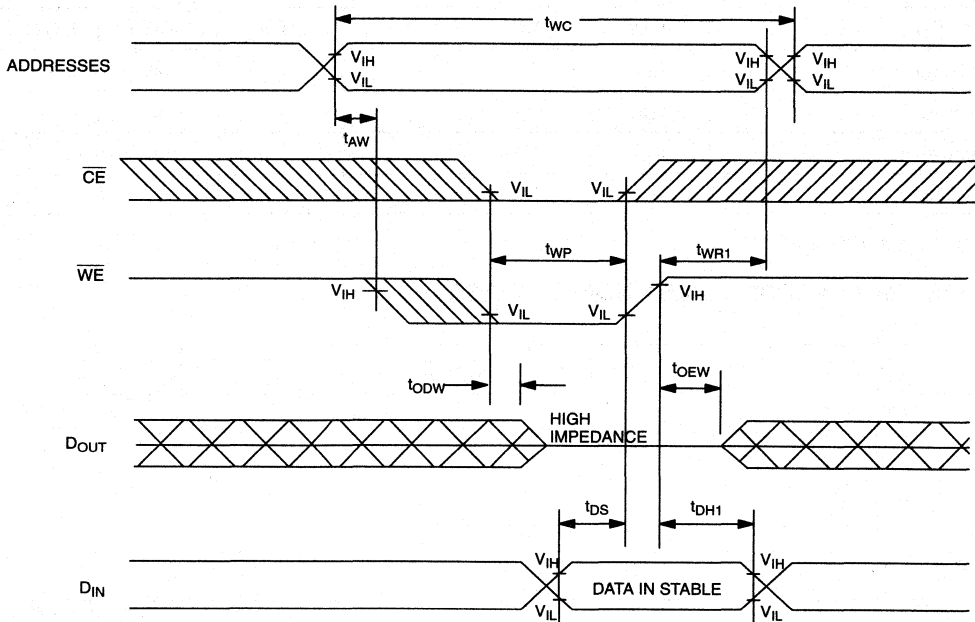 tWC
ADDRESSES
VIH
VIL
VIH
VIL
VIH
VIL
tAW
CE
VIL
VIL
tWP
tWR1
WE
VIH
VIL
VIL
VIH
tODW
tOEW
DOUT
HIGH
IMPEDANCE
tDS
tDH1
DIN
VIH
VIL
DATA IN STABLE
VIH
VIL